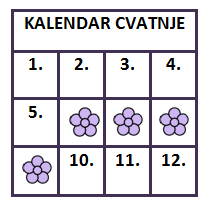 KALENDAR CVATNJE
1. 2. 3. 4.
5.
10. 11. 12.